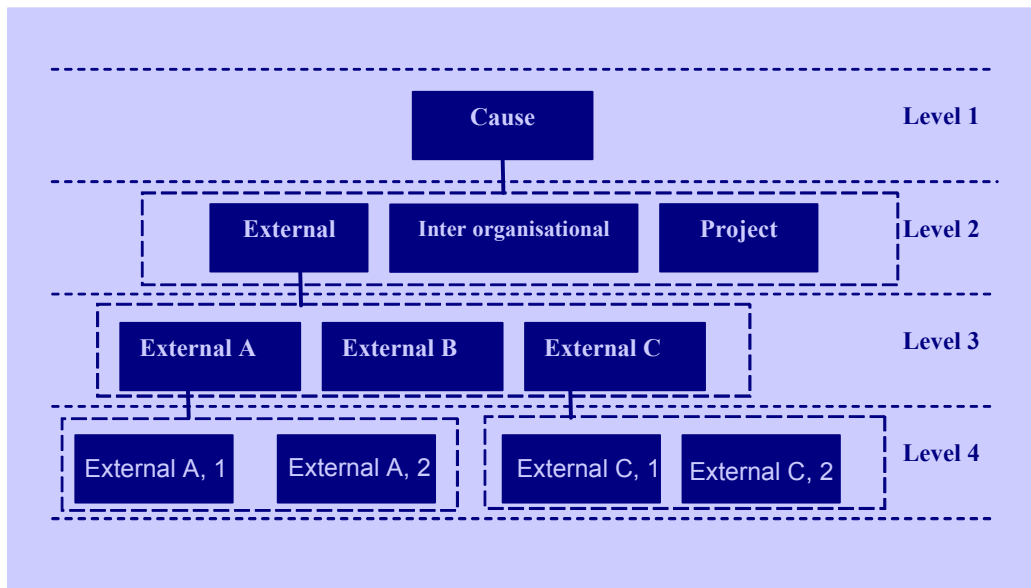 Cause
Level 1
External
Inter organisational
Project
Level 2
External A
External B
External C
Level 3
External A, 1
External A, 2
External C, 1
External C, 2
Level 4